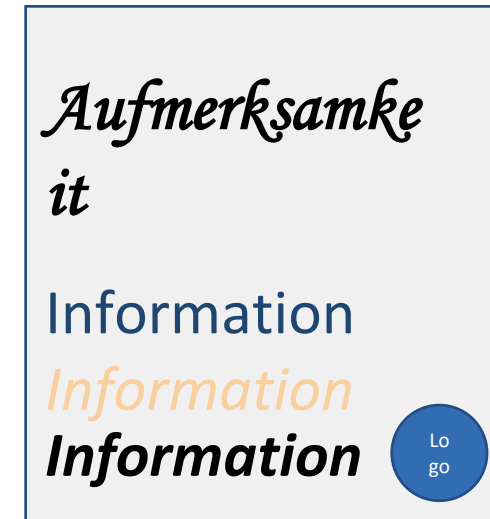 Aufmerksamke
it
Information
Information
Information
Lo
go